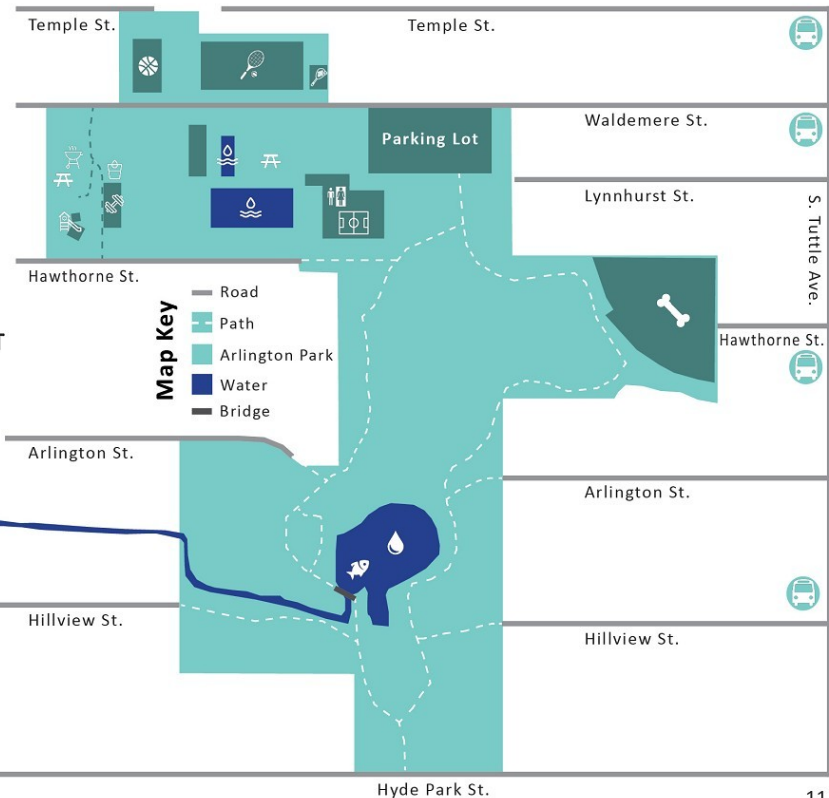 Temple St.
Temple St.
Waldemere St.
Parking Lot
Lynnhurst St.
S. Tuttle Ave.
Hawthorne St.
Map Key
Road
Path
Arlington Park
Water
Bridge
T
Hawthorne St.
Arlington St.
Arlington St.
Hillview St.
Hillview St.
Hyde Park St.
11